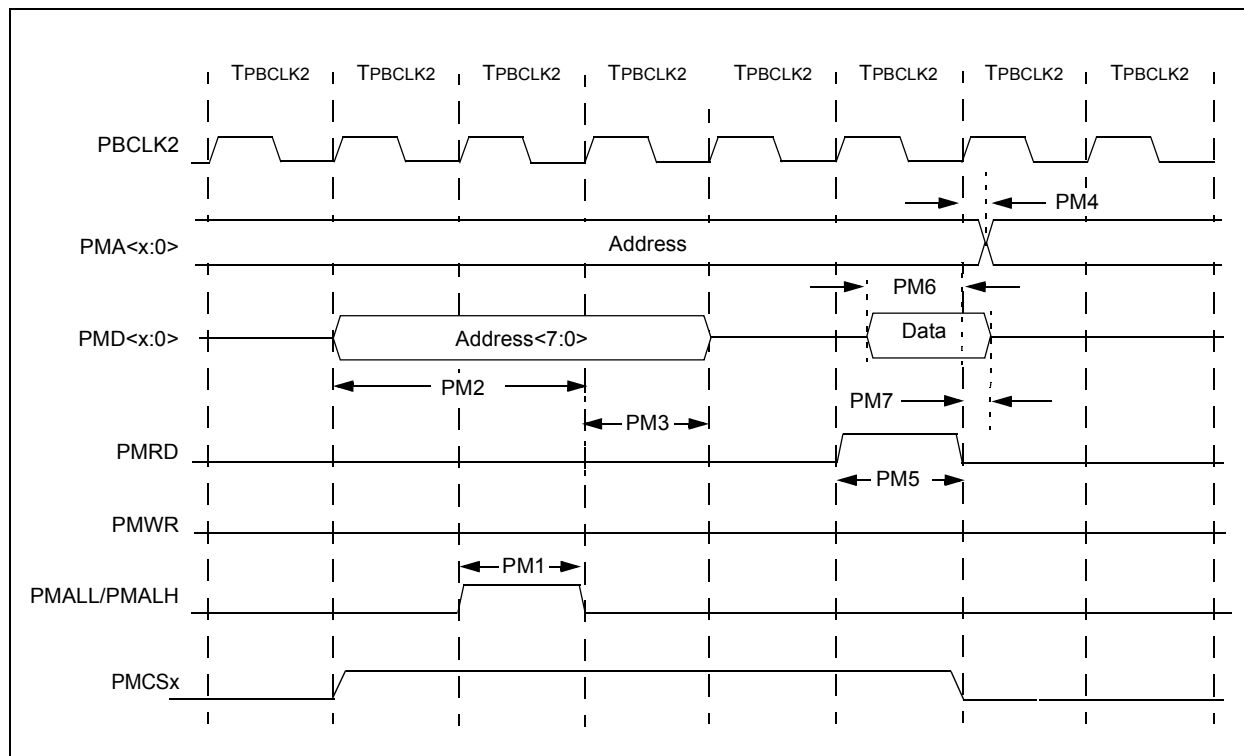 TPBCLK2 TPBCLK2 TPBCLK2 TPBCLK2 TPBCLK2 TPBCLK2 TPBCLK2 TPBCLK2
PBCLK2
PM4
PMA<x:0>
Address
PM6
PMD<x:0>
Address<7:0>
Data
PM2
PM7
PM3
PMRD
PM5
PMWR
PM1
PMALL/PMALH
PMCSx